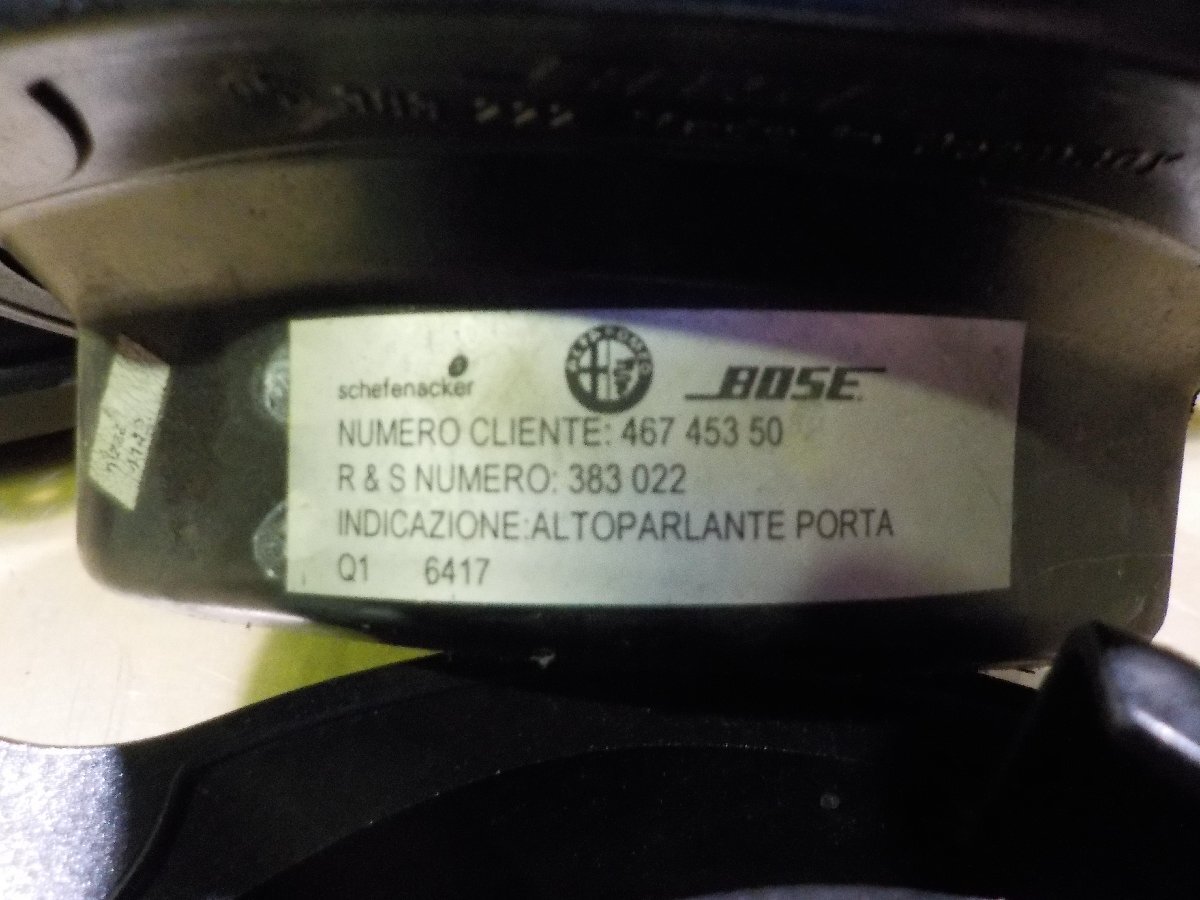 schefenacker BOSE
NUMERO CLIENTE: 467 453 50
R & S NUMERO: 383 022
INDICAZIONE:ALTOPARLANTE PORTA
Q1 6417